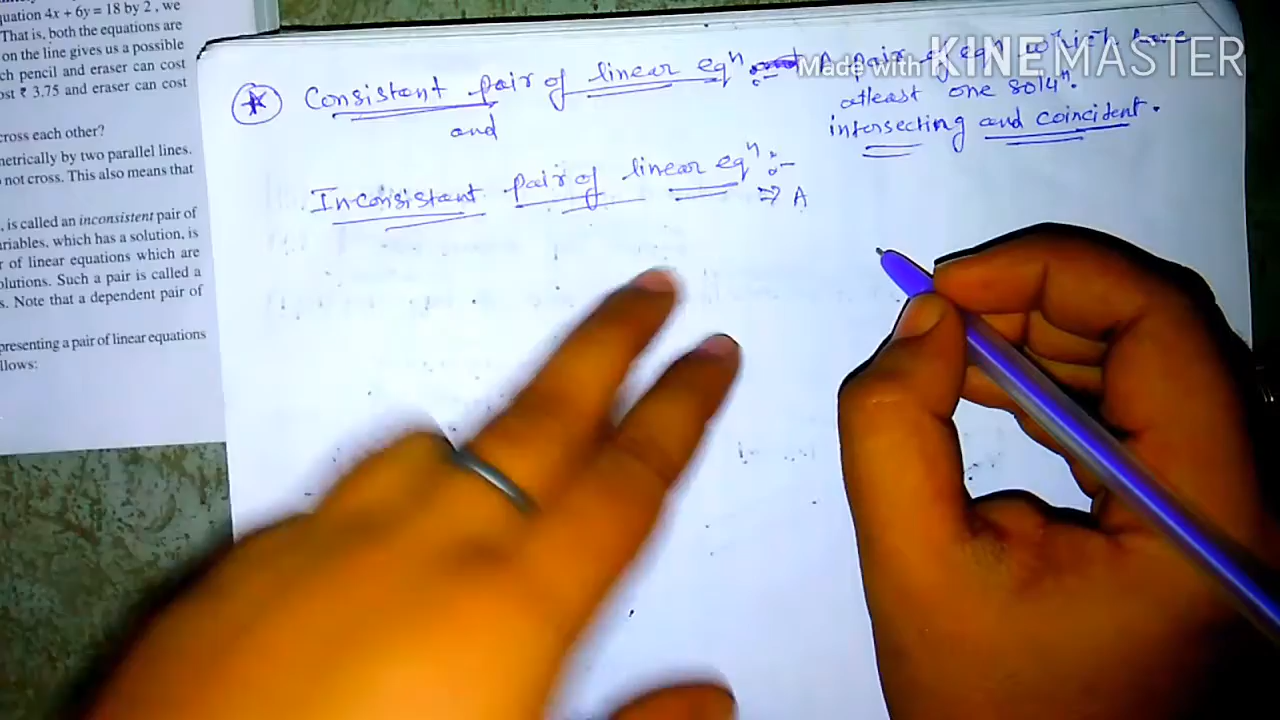 quation 4x + 6y = 18 by 2 , we
That is, both the equations are
on the line gives us a possible
ch pencil and eraser can cost
ost ₹ 3.75 and eraser can cost
cross each other?
netrically by two parallel lines.
not cross. This also means that
, is called an inconsistent pair of
ariables, which has a solution, is
r of linear equations which are
olutions. Such a pair is called a
s. Note that a dependent pair of
presenting a pair of linear equations
llows:
Made with KINEMASTER
Consistant pair of linear eqⁿ :- A pair of eqⁿ which have
atleast one solⁿ.
and
intersecting and coincident.
Inconsistant pair of linear eqⁿ :-
⇒ A